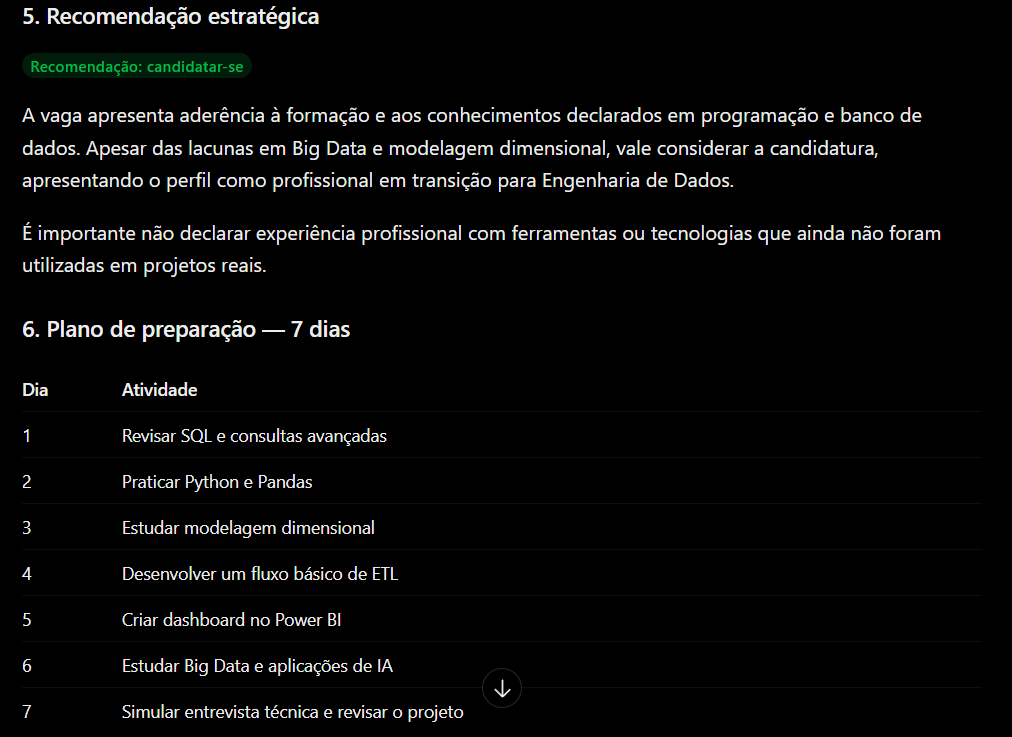 5. Recomendação estratégica
Recomendação: candidatar-se
A vaga apresenta aderência à formação e aos conhecimentos declarados em programação e banco de
dados. Apesar das lacunas em Big Data e modelagem dimensional, vale considerar a candidatura,
apresentando o perfil como profissional em transição para Engenharia de Dados.
É importante não declarar experiência profissional com ferramentas ou tecnologias que ainda não foram
utilizadas em projetos reais.
6. Plano de preparação — 7 dias
Dia Atividade
1 Revisar SQL e consultas avançadas
2 Praticar Python e Pandas
3 Estudar modelagem dimensional
4 Desenvolver um fluxo básico de ETL
5 Criar dashboard no Power BI
6 Estudar Big Data e aplicações de IA
7 Simular entrevista técnica e revisar o projeto